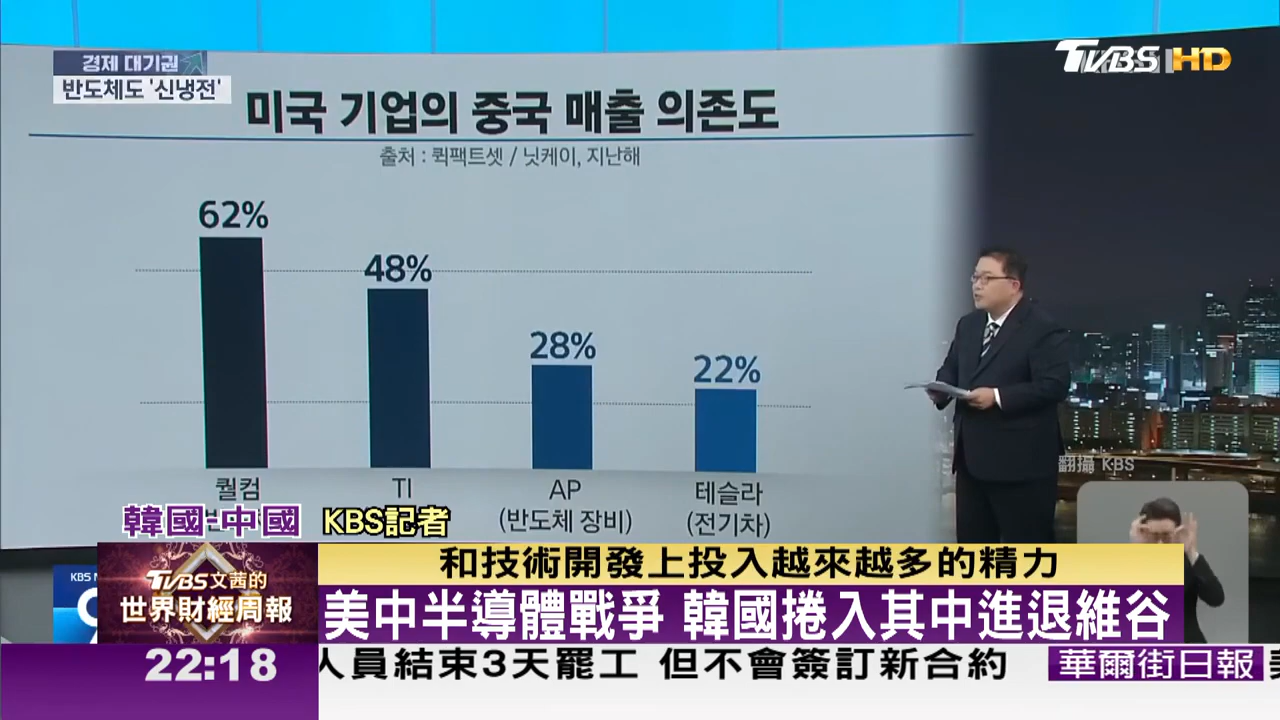 경제 대기권
반도체도 '신냉전'
TVBS HD
미국 기업의 중국 매출 의존도
출처 : 퀵팩트셋 / 닛케이, 지난해
62%
48%
28%
22%
퀄컴
TI
AP
(반도체 장비)
테슬라
(전기차)
翻攝 KBS
韓國-中國
KBS記者
KBS N
和技術開發上投入越來越多的精力
TVBS 文茜的
世界財經周報
美中半導體戰爭 韓國捲入其中進退維谷
22:18
人員結束3天罷工 但不會簽訂新合約
華爾街日報